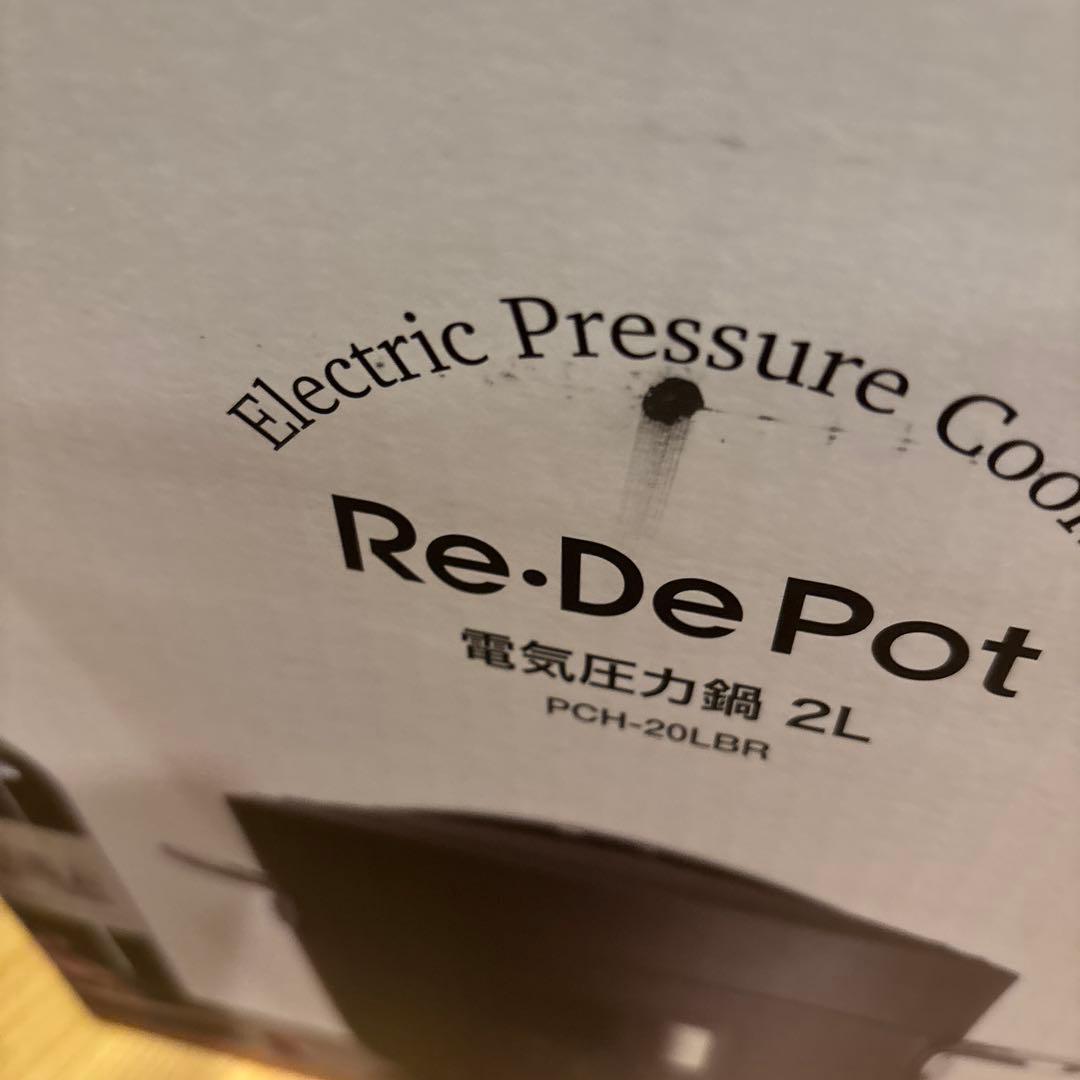 Electric Pressure Coo
Re·De Pot
電気圧力鍋 2L
PCH-20LBR